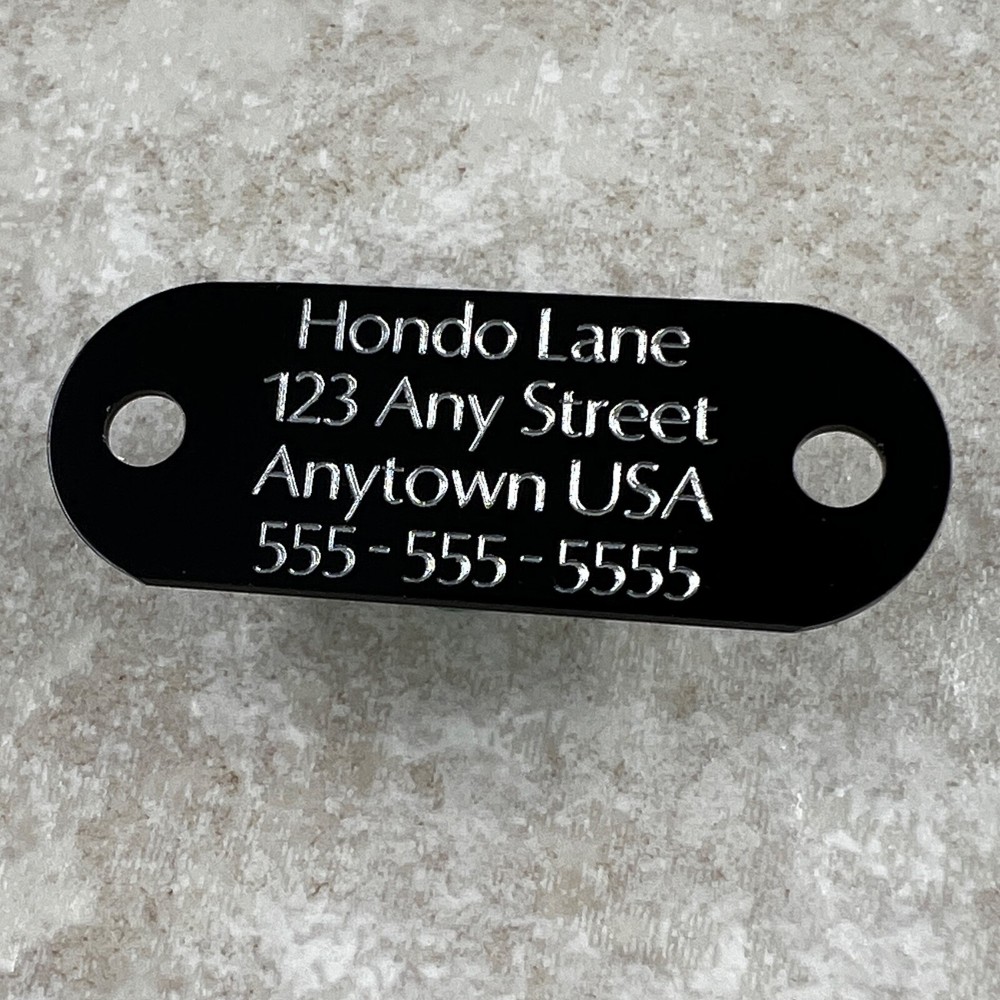 Hondo Lane
123 Any Street
Anytown USA
555-555-5555